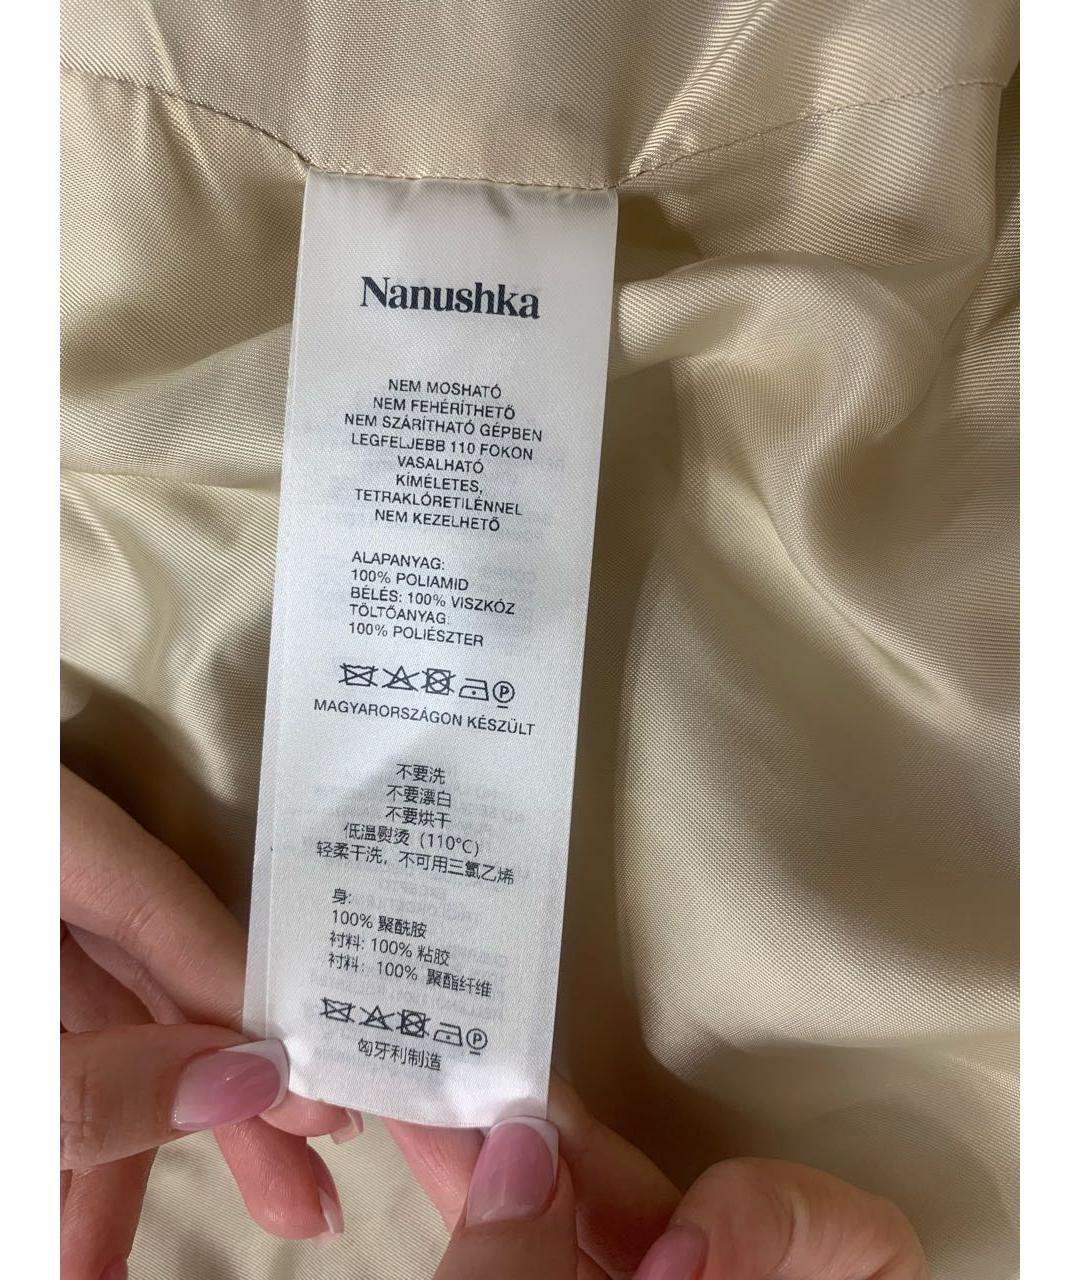 Nanushka
NEM MOSHATÓ
NEM FEHÉRÍTHETŐ
NEM SZÁRÍTHATÓ GÉPBEN
LEGFELJEBB 110 FOKON
VASALHATÓ
KÍMÉLETES,
TETRAKLÓRETILÉNNEL
NEM KEZELHETŐ
ALAPANYAG:
100% POLIAMID
BÉLÉS: 100% VISZKÓZ
TÖLTŐANYAG:
100% POLIÉSZTER
P
MAGYARORSZÁGON KÉSZÜLT
不要洗
不要漂白
不要烘干
低温熨烫 (110°C)
轻柔干洗，不可用三氯乙烯
身:
100% 聚酰胺
衬料: 100% 粘胶
衬料：100% 聚酯纤维
P
匈牙利制造